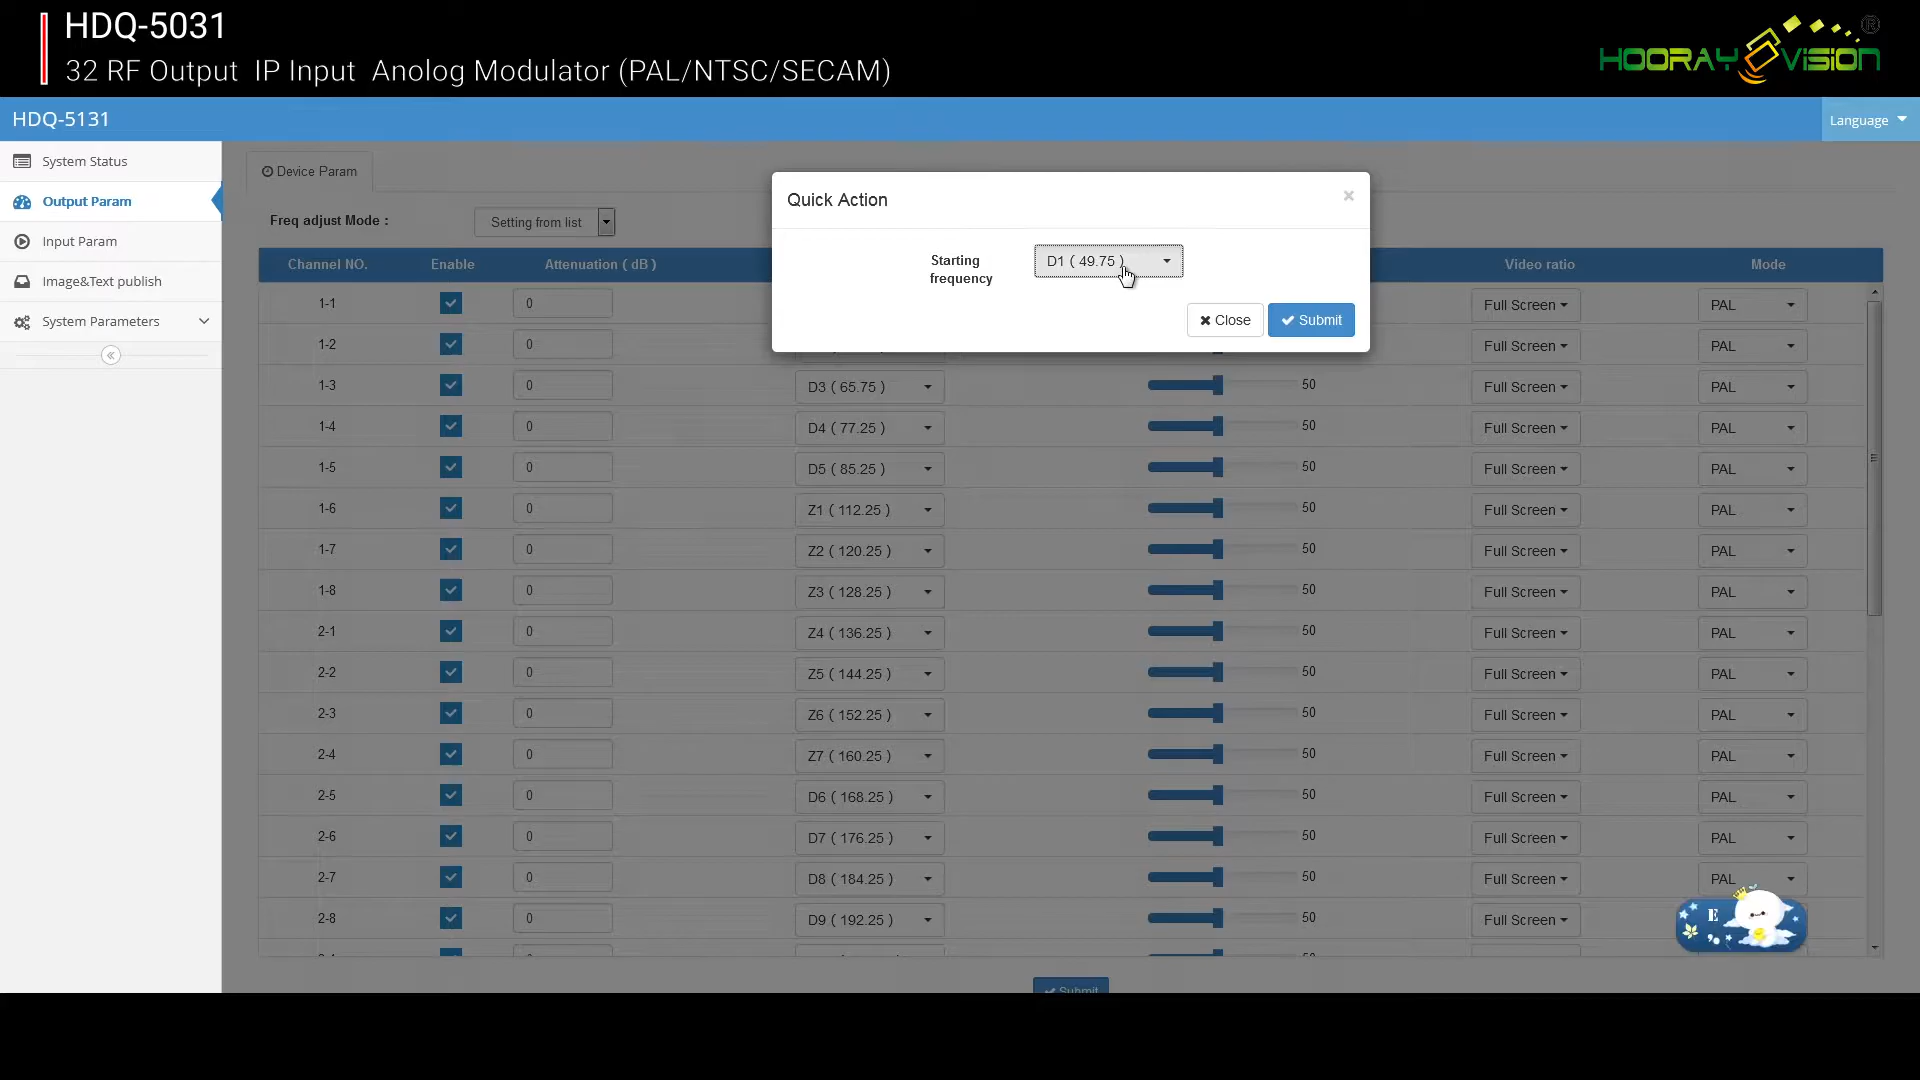 HDQ-5031
32 RF Output IP Input Anolog Modulator (PAL/NTSC/SECAM)
HOORAY VISION ®
HDQ-5131
Language
System Status
Output Param
Input Param
Image&Text publish
System Parameters
Device Param
Freq adjust Mode :
Setting from list
Quick Action
×
Starting frequency
D1 ( 49.75 )
Close
Submit
Channel NO. Enable Attenuation ( dB ) Video ratio Mode
1-1 0 Full Screen PAL
1-2 0 Full Screen PAL
1-3 0 D3 ( 65.75 ) 50 Full Screen PAL
1-4 0 D4 ( 77.25 ) 50 Full Screen PAL
1-5 0 D5 ( 85.25 ) 50 Full Screen PAL
1-6 0 Z1 ( 112.25 ) 50 Full Screen PAL
1-7 0 Z2 ( 120.25 ) 50 Full Screen PAL
1-8 0 Z3 ( 128.25 ) 50 Full Screen PAL
2-1 0 Z4 ( 136.25 ) 50 Full Screen PAL
2-2 0 Z5 ( 144.25 ) 50 Full Screen PAL
2-3 0 Z6 ( 152.25 ) 50 Full Screen PAL
2-4 0 Z7 ( 160.25 ) 50 Full Screen PAL
2-5 0 D6 ( 168.25 ) 50 Full Screen PAL
2-6 0 D7 ( 176.25 ) 50 Full Screen PAL
2-7 0 D8 ( 184.25 ) 50 Full Screen PAL
2-8 0 D9 ( 192.25 ) 50 Full Screen
E
Submit